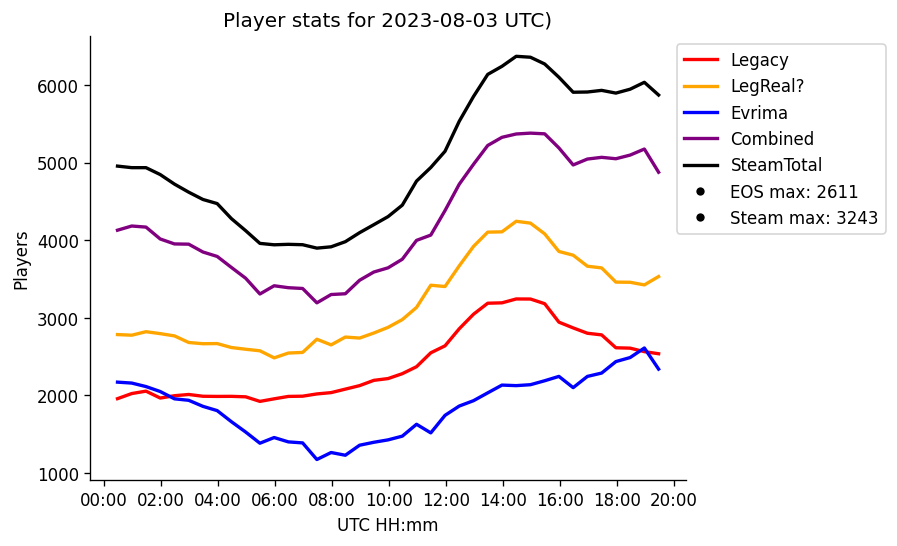 Player stats for 2023-08-03 UTC)
Legacy
LegReal?
Evrima
Combined
SteamTotal
EOS max: 2611
Steam max: 3243
Players
6000
5000
4000
3000
2000
1000
00:00 02:00 04:00 06:00 08:00 10:00 12:00 14:00 16:00 18:00 20:00
UTC HH:mm